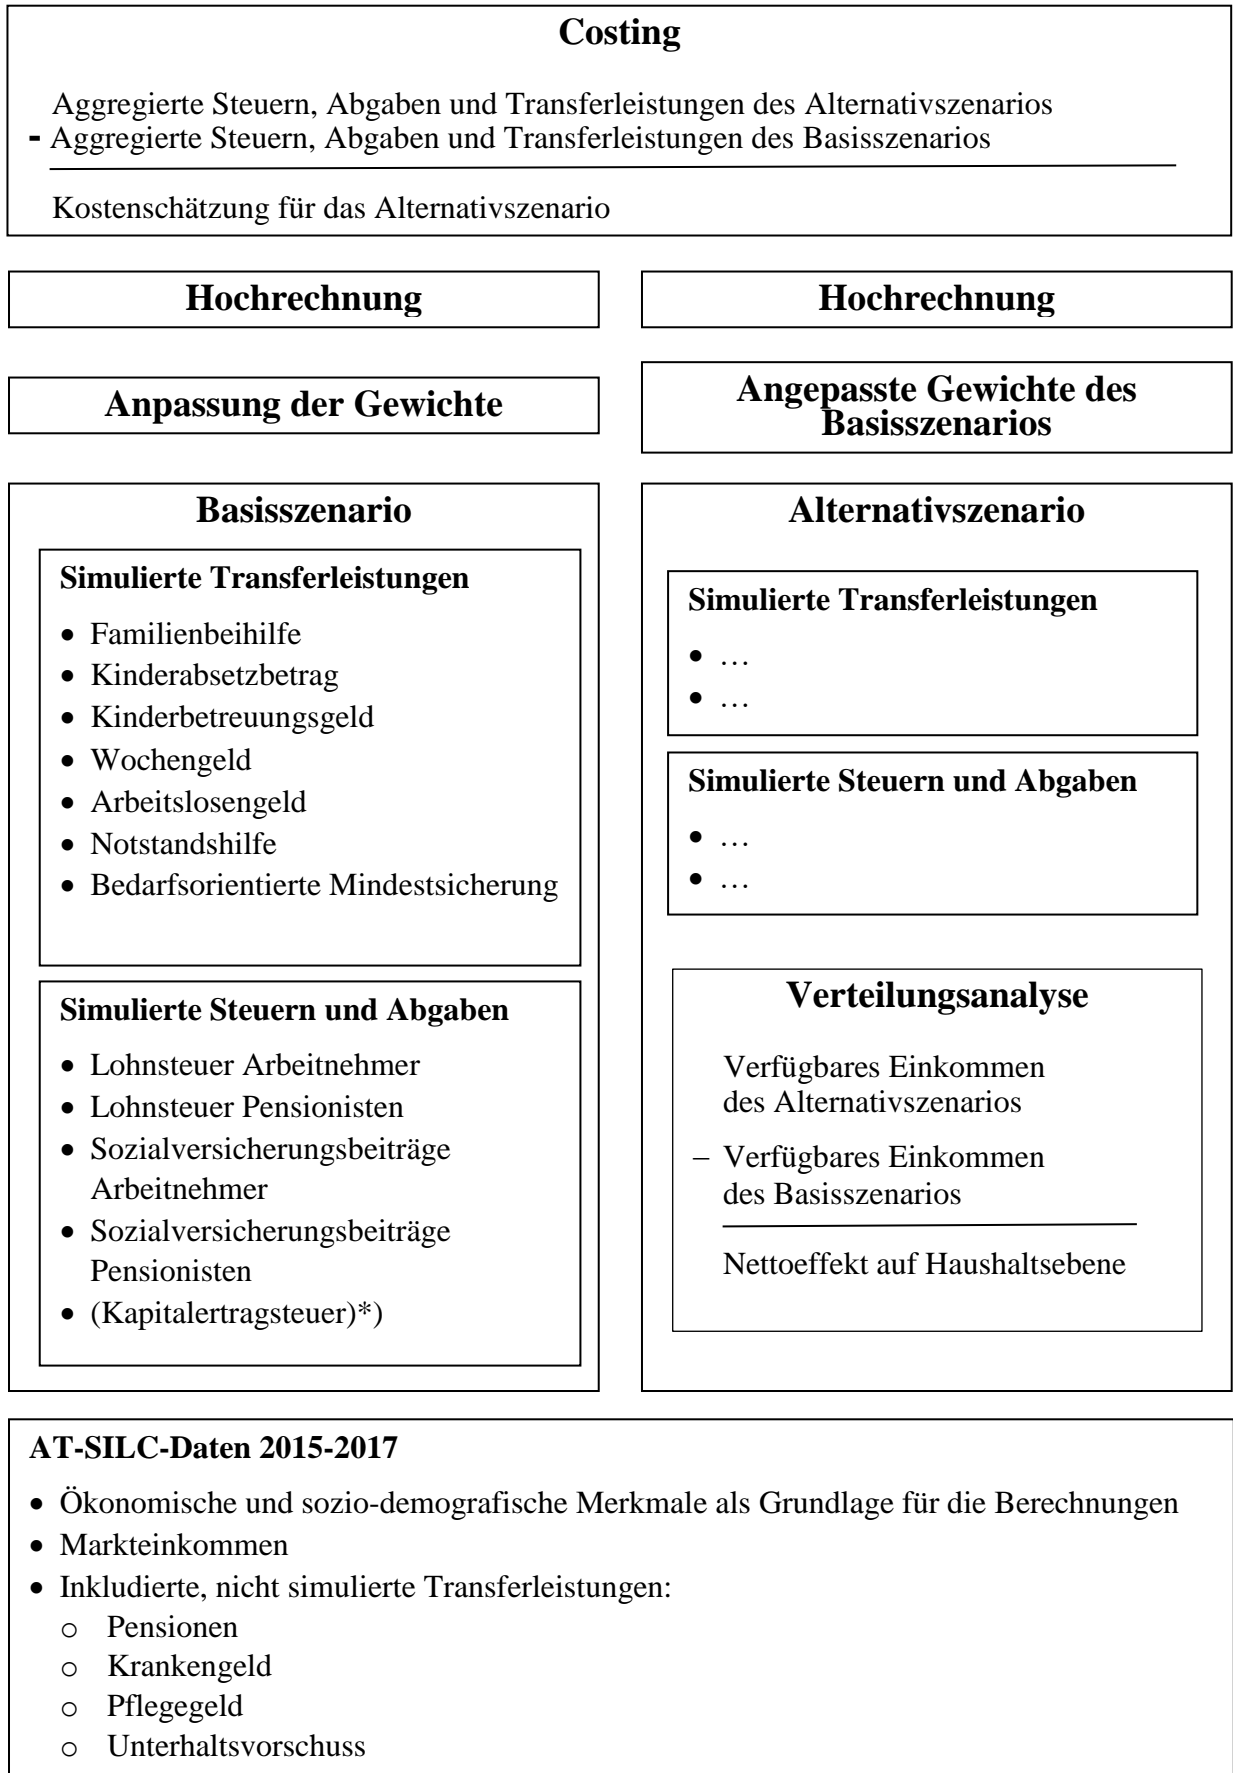 Costing
Aggregierte Steuern, Abgaben und Transferleistungen des Alternativszenarios
- Aggregierte Steuern, Abgaben und Transferleistungen des Basisszenarios
Kostenschätzung für das Alternativszenario
Hochrechnung
Hochrechnung
Anpassung der Gewichte
Angepasste Gewichte des
Basisszenarios
Basisszenario
Simulierte Transferleistungen
• Familienbeihilfe
• Kinderabsetzbetrag
• Kinderbetreuungsgeld
• Wochengeld
• Arbeitslosengeld
• Notstandshilfe
• Bedarfsorientierte Mindestsicherung
Simulierte Steuern und Abgaben
• Lohnsteuer Arbeitnehmer
• Lohnsteuer Pensionisten
• Sozialversicherungsbeiträge
Arbeitnehmer
• Sozialversicherungsbeiträge
Pensionisten
• (Kapitalertragsteuer)*)
Alternativszenario
Simulierte Transferleistungen
• …
• …
Simulierte Steuern und Abgaben
• …
• …
Verteilungsanalyse
Verfügbares Einkommen
des Alternativszenarios
– Verfügbares Einkommen
des Basisszenarios
Nettoeffekt auf Haushaltsebene
AT-SILC-Daten 2015-2017
• Ökonomische und sozio-demografische Merkmale als Grundlage für die Berechnungen
• Markteinkommen
• Inkludierte, nicht simulierte Transferleistungen:
o Pensionen
o Krankengeld
o Pflegegeld
o Unterhaltsvorschuss